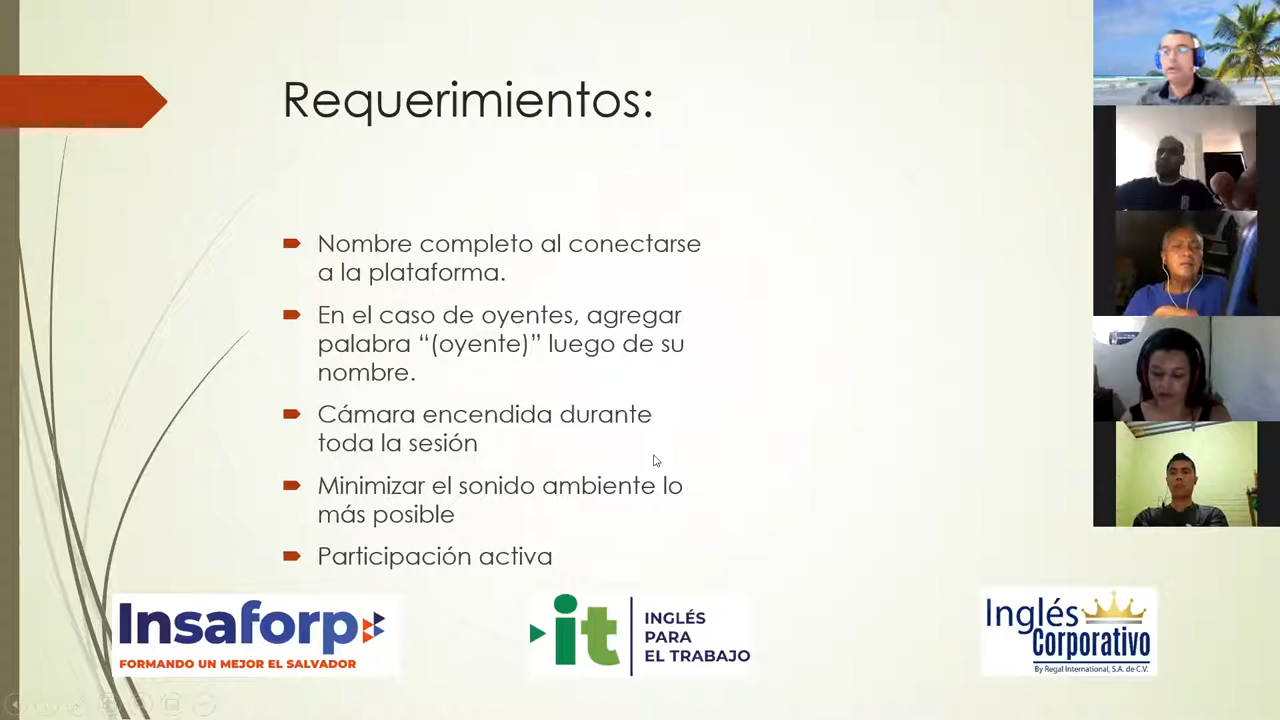 Requerimientos:
Nombre completo al conectarse
a la plataforma.
En el caso de oyentes, agregar
palabra “(oyente)” luego de su
nombre.
Cámara encendida durante
toda la sesión
Minimizar el sonido ambiente lo
más posible
Participación activa
Insaforp
FORMANDO UN MEJOR EL SALVADOR
it
INGLÉS
PARA
EL TRABAJO
Inglés
Corporativo
By Regal International, S.A. de C.V.